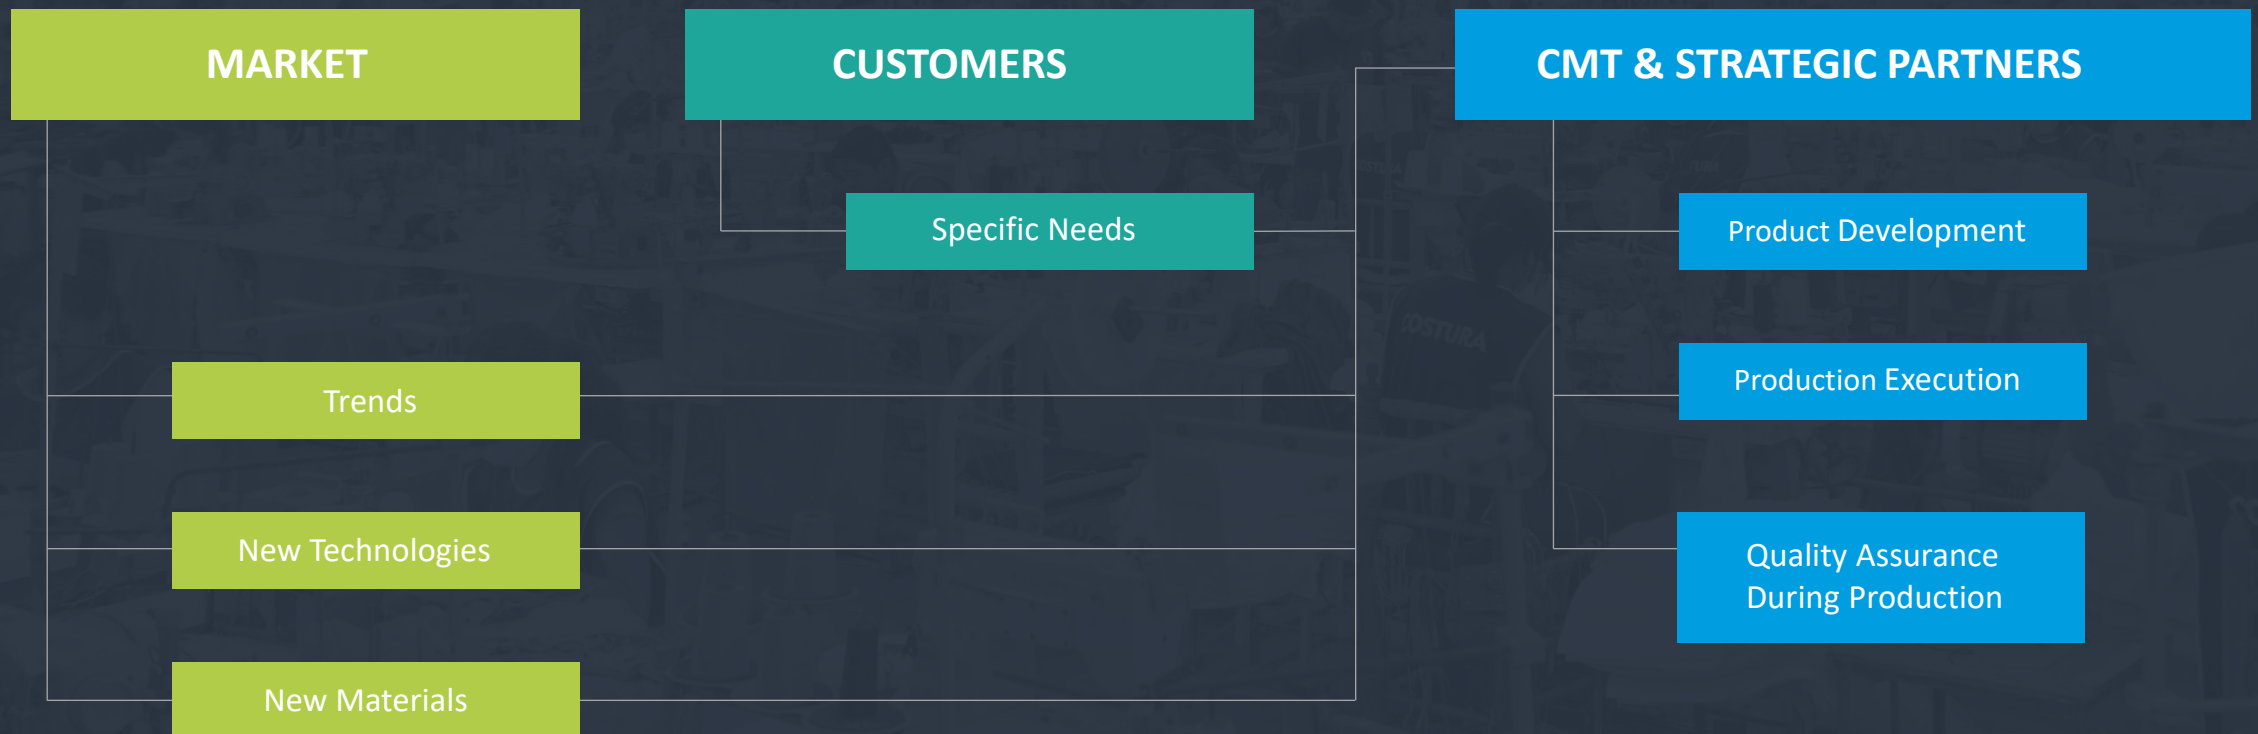 MARKET
CUSTOMERS
CMT & STRATEGIC PARTNERS
Specific Needs
Product Development
Trends
Production Execution
New Technologies
Quality Assurance
During Production
New Materials
KOSTURA